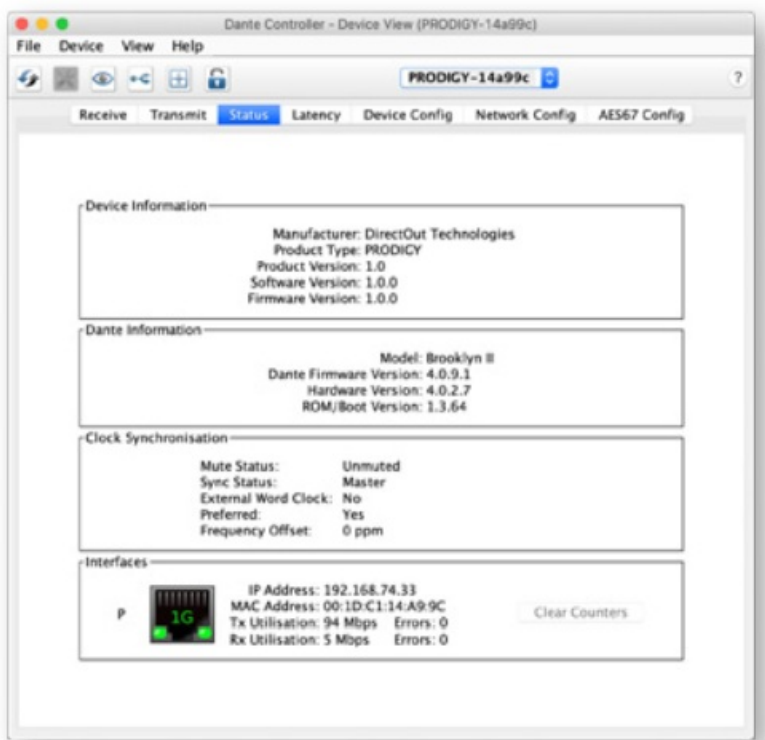 Dante Controller - Device View (PRODIGY-14a99c)
File Device View Help
PRODIGY-14a99c
?
Receive Transmit Status Latency Device Config Network Config AES67 Config
Device Information
Manufacturer: DirectOut Technologies
Product Type: PRODIGY
Product Version: 1.0
Software Version: 1.0.0
Firmware Version: 1.0.0
Dante Information
Model: Brooklyn II
Dante Firmware Version: 4.0.9.1
Hardware Version: 4.0.2.7
ROM/Boot Version: 1.3.64
Clock Synchronisation
Mute Status: Unmuted
Sync Status: Master
External Word Clock: No
Preferred: Yes
Frequency Offset: 0 ppm
Interfaces
P
1G
IP Address: 192.168.74.33
MAC Address: 00:1D:C1:14:A9:9C
Tx Utilisation: 94 Mbps Errors: 0
Rx Utilisation: 5 Mbps Errors: 0
Clear Counters